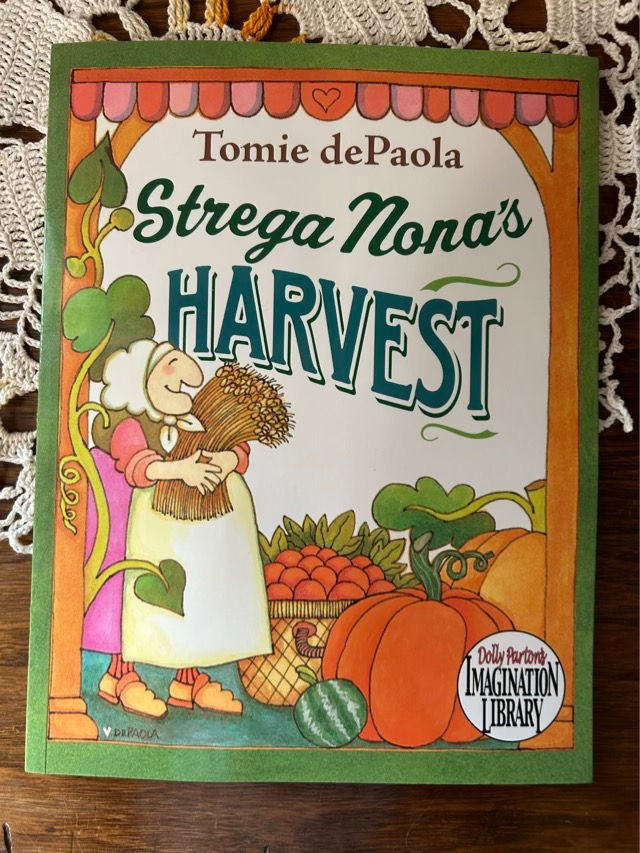 Tomie dePaola
Strega Nona's
HARVEST
Dolly Parton's
IMAGINATION
LIBRARY
DEPAOLA